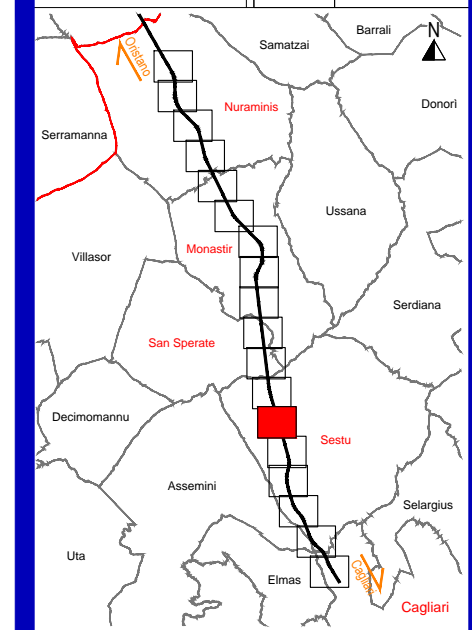 Barrali
N
Samatzai
Oristano
Nuraminis
Donorì
Serramanna
Ussana
Monastir
Villasor
Serdiana
San Sperate
Decimomannu
Sestu
Assemini
Selargius
Uta
Elmas
Cagliari
Cagliari